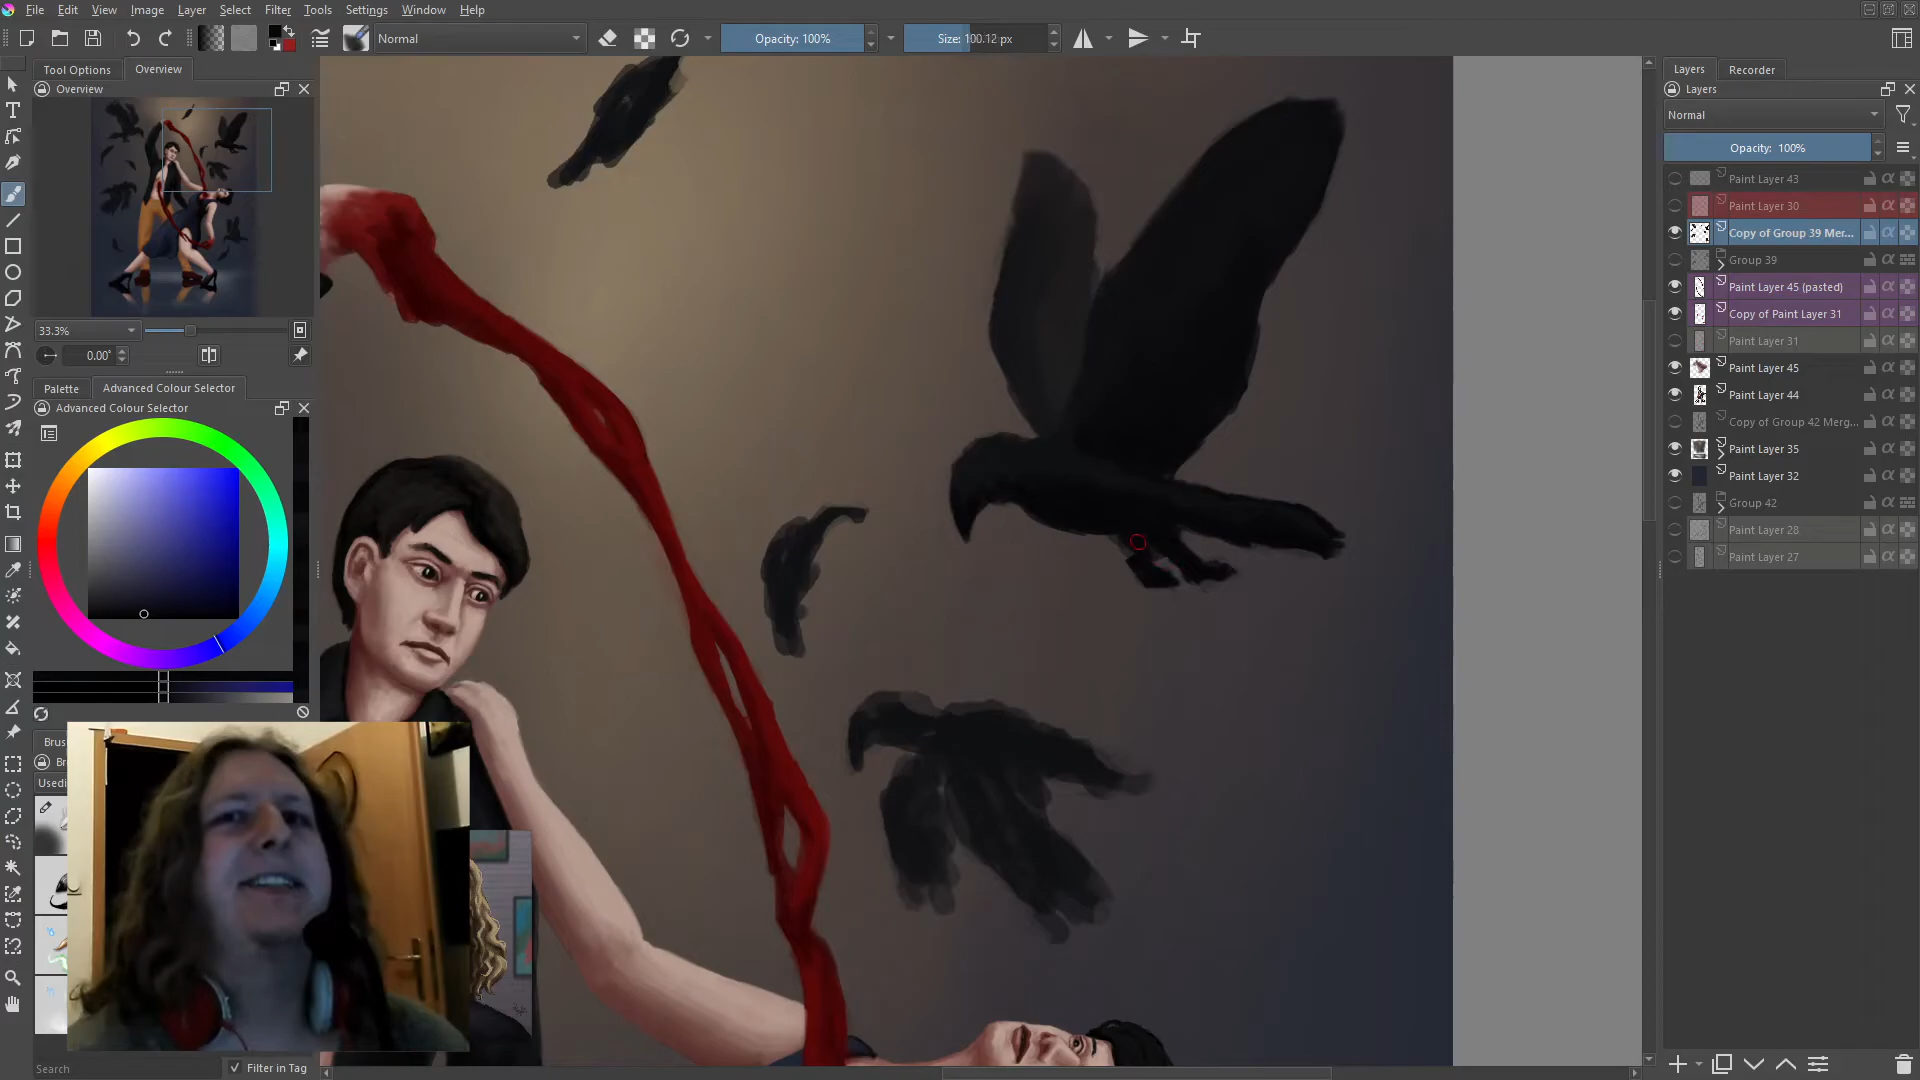 File Edit View Image Layer Select Filter Tools Settings Window Help
Normal
Opacity: 100%
Size: 100.12 px
Tool Options
Overview
Overview
33.3%
0.00°
Palette
Advanced Colour Selector
Advanced Colour Selector
Search
Filter in Tag
Layers
Recorder
Layers
Normal
Opacity: 100%
Paint Layer 43
Paint Layer 30
Copy of Group 39 Mer...
Group 39
Paint Layer 45 (pasted)
Copy of Paint Layer 31
Paint Layer 31
Paint Layer 45
Paint Layer 44
Copy of Group 42 Merg...
Paint Layer 35
Paint Layer 32
Group 42
Paint Layer 28
Paint Layer 27